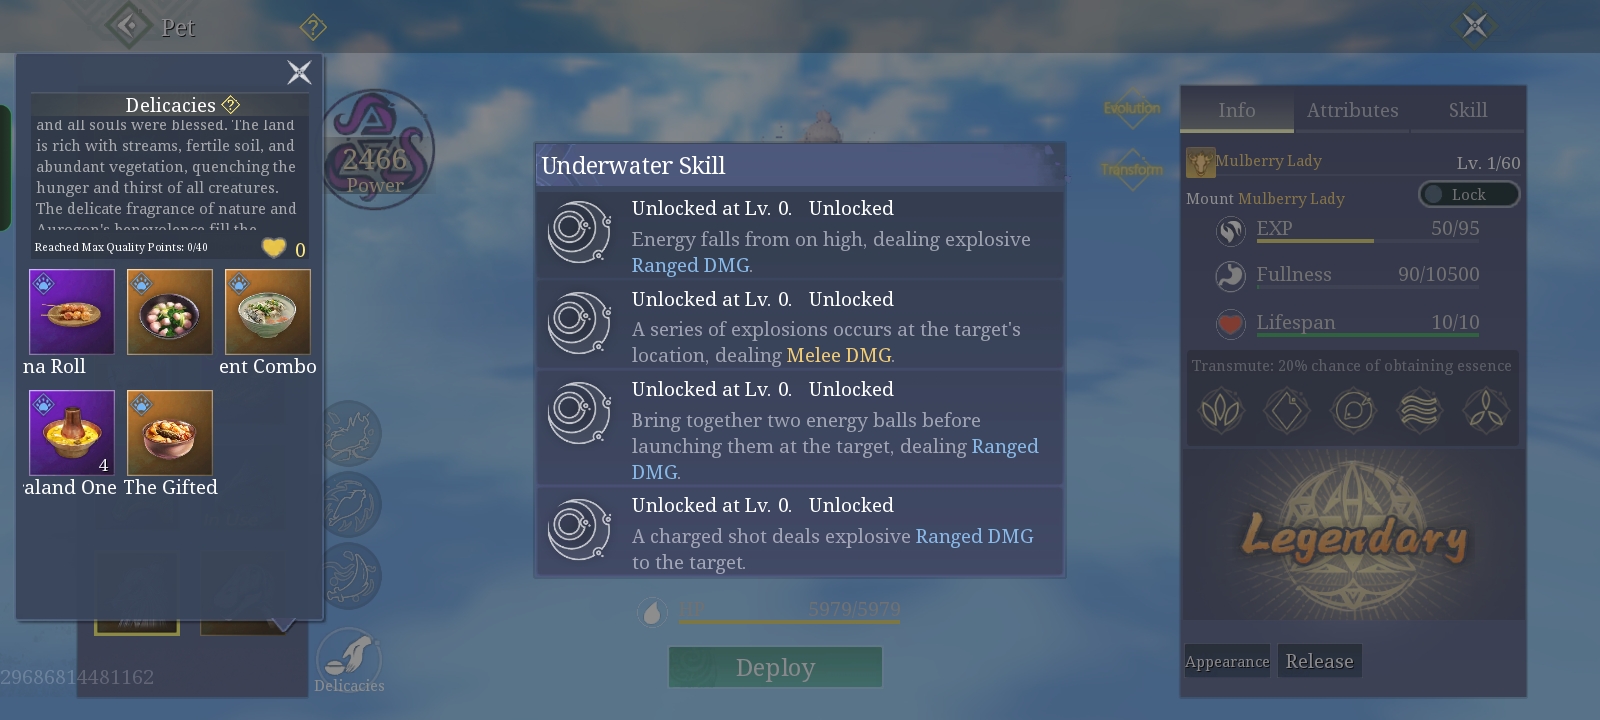 Pet
?
Delicacies ?
and all souls were blessed. The land
is rich with streams, fertile soil, and
abundant vegetation, quenching the
hunger and thirst of all creatures.
The delicate fragrance of nature and
Aurogon's benevolence fill the
Reached Max Quality Points: 0/40
0
na Roll
ent Combo
4
aland One
The Gifted
29686814481162
2466
Power
Delicacies
Underwater Skill
Unlocked at Lv. 0. Unlocked
Energy falls from on high, dealing explosive
Ranged DMG.
Unlocked at Lv. 0. Unlocked
A series of explosions occurs at the target's
location, dealing Melee DMG.
Unlocked at Lv. 0. Unlocked
Bring together two energy balls before
launching them at the target, dealing Ranged
DMG.
Unlocked at Lv. 0. Unlocked
A charged shot deals explosive Ranged DMG
to the target.
HP 5979/5979
Deploy
Evolution
Transform
Info Attributes Skill
Mulberry Lady Lv. 1/60
Mount Mulberry Lady Lock
EXP 50/95
Fullness 90/10500
Lifespan 10/10
Transmute: 20% chance of obtaining essence
Legendary
Appearance Release